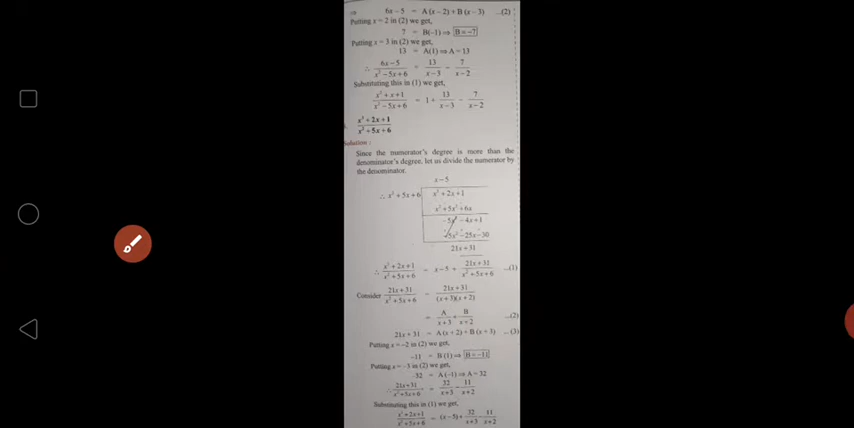 ⇒ 6x − 5 = A (x − 2) + B (x − 3) ...(2)
Putting x = 2 in (2) we get,
7 = B(−1) ⇒ B = −7
Putting x = 3 in (2) we get,
13 = A(1) ⇒ A = 13
∴ (6x − 5)/(x² − 5x + 6) = 13/(x − 3) − 7/(x − 2)
Substituting this in (1) we get,
(x² + x + 1)/(x² − 5x + 6) = 1 + 13/(x − 3) − 7/(x − 2)
(x³ + 2x + 1)/(x² + 5x + 6)
Solution :
Since the numerator's degree is more than the
denominator's degree, let us divide the numerator by
the denominator.
x − 5
∴ x² + 5x + 6 x³ + 2x + 1
x³ + 5x² + 6x
−5x² − 4x + 1
−5x² − 25x − 30
21x + 31
∴ (x³ + 2x + 1)/(x² + 5x + 6) = x − 5 + (21x + 31)/(x² + 5x + 6) ...(1)
Consider (21x + 31)/(x² + 5x + 6) = (21x + 31)/((x + 3)(x + 2))
= A/(x + 3) + B/(x + 2) ...(2)
21x + 31 = A (x + 2) + B (x + 3) ...(3)
Putting x = −2 in (2) we get,
−11 = B (1) ⇒ B = −11
Putting x = −3 in (2) we get,
−32 = A (−1) ⇒ A = 32
∴ (21x + 31)/(x² + 5x + 6) = 32/(x + 3) − 11/(x + 2)
Substituting this in (1) we get,
(x³ + 2x + 1)/(x² + 5x + 6) = (x − 5) + 32/(x + 3) − 11/(x + 2)